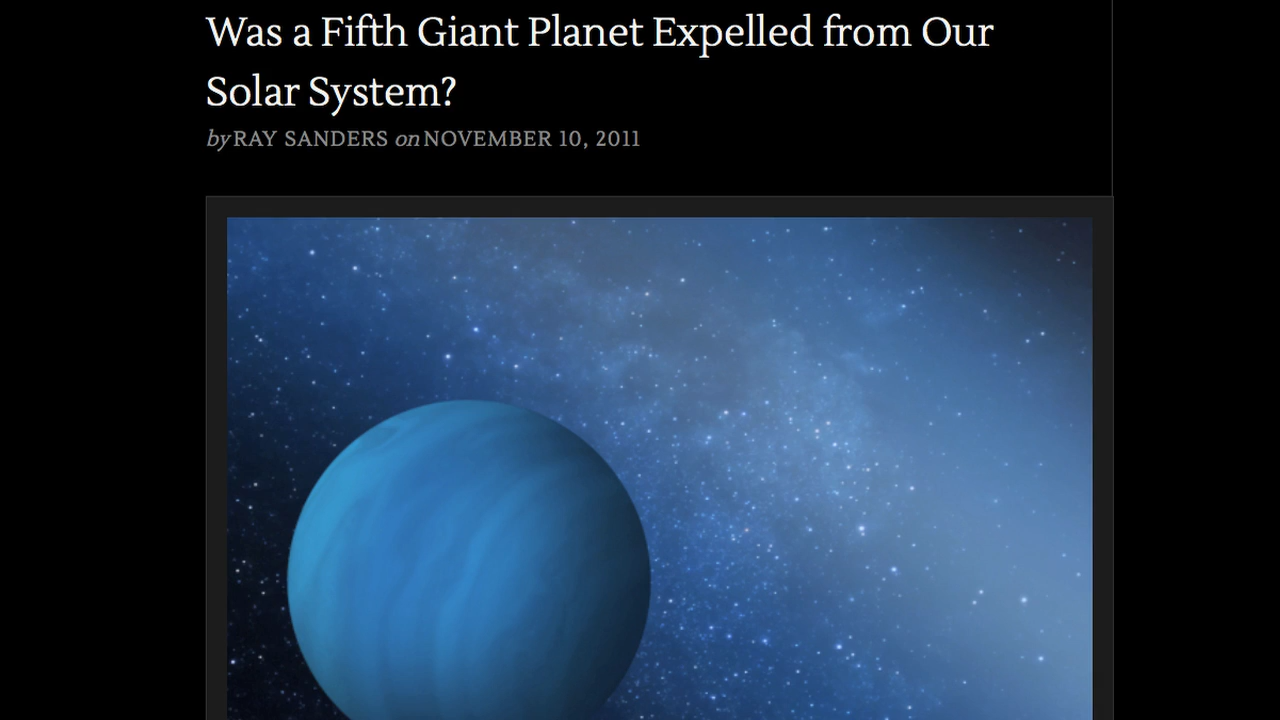 Was a Fifth Giant Planet Expelled from Our
Solar System?
by RAY SANDERS on NOVEMBER 10, 2011